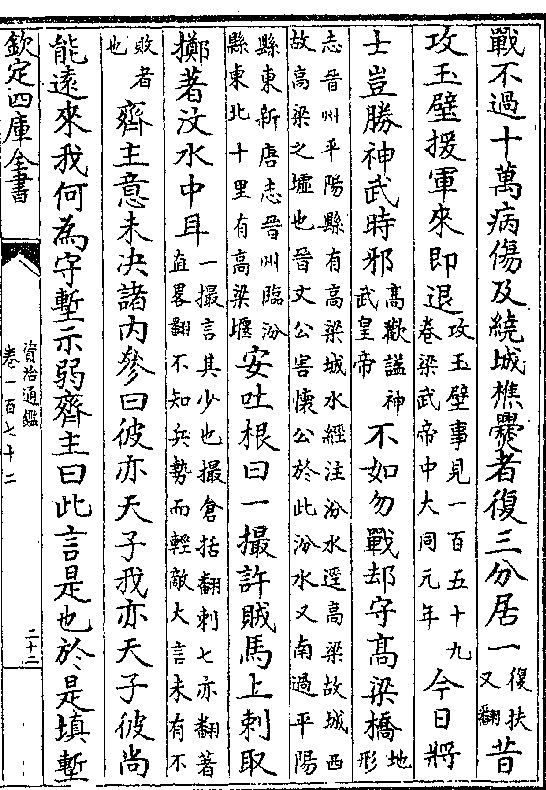 戰不過十萬病傷及繞城樵爨者復三分居一復扶又翻昔
攻玉壁援軍來即退攻玉壁事見一百五十九卷梁武帝中大同元年今日將
士豈勝神武時邪高歡諡神武皇帝不如勿戰却守髙梁橋地形
志晉州平陽縣有高梁城水經注汾水逕高梁故城西故高梁之墟也晉文公害懷公於此汾水又南過平陽
縣東新唐志晉州臨汾縣東北十里有高梁堰安吐根曰一撮許賊馬上刺取
擲著汶水中耳一撮言其少也撮倉括翻刺七亦翻著直畧翻不知兵勢而輕敵大言未有不
敗者也齊主意未決諸内參曰彼亦天子我亦天子彼尚
能遠來我何為守塹示弱齊主曰此言是也於是填塹
欽定四庫全書
資治通鑑
卷一百七十二
二十二